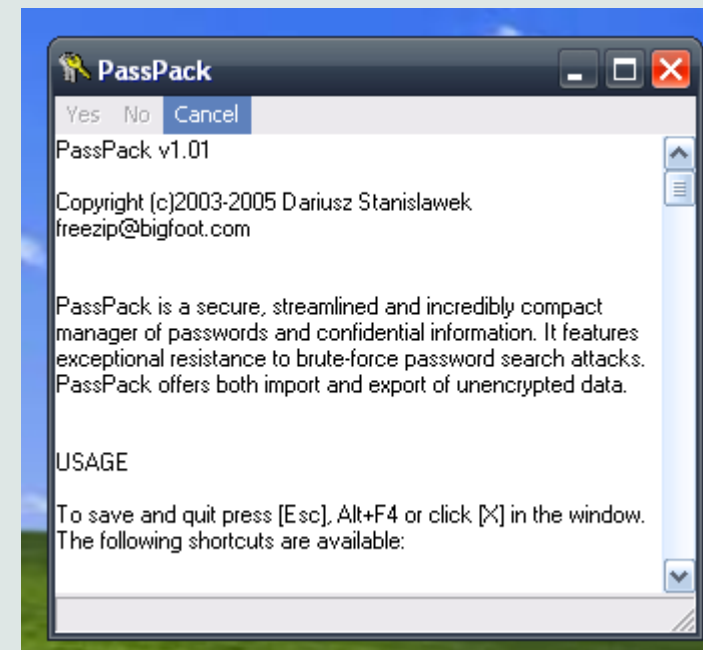 PassPack
Yes No Cancel
PassPack v1.01
Copyright (c)2003-2005 Dariusz Stanislawek
freezip@bigfoot.com
PassPack is a secure, streamlined and incredibly compact
manager of passwords and confidential information. It features
exceptional resistance to brute-force password search attacks.
PassPack offers both import and export of unencrypted data.
USAGE
To save and quit press [Esc], Alt+F4 or click [X] in the window.
The following shortcuts are available: